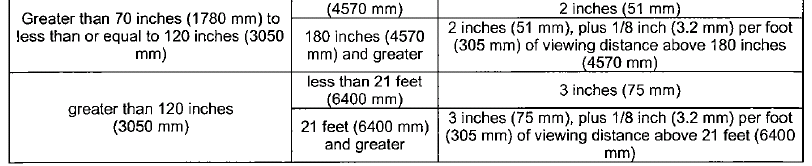 (4570 mm)
2 inches (51 mm)
Greater than 70 inches (1780 mm) to
less than or equal to 120 inches (3050
mm)
180 inches (4570
mm) and greater
2 inches (51 mm), plus 1/8 inch (3.2 mm) per foot
(305 mm) of viewing distance above 180 inches
(4570 mm)
greater than 120 inches
(3050 mm)
less than 21 feet
(6400 mm)
3 inches (75 mm)
21 feet (6400 mm)
and greater
3 inches (75 mm), plus 1/8 inch (3.2 mm) per foot
(305 mm) of viewing distance above 21 feet (6400
mm)